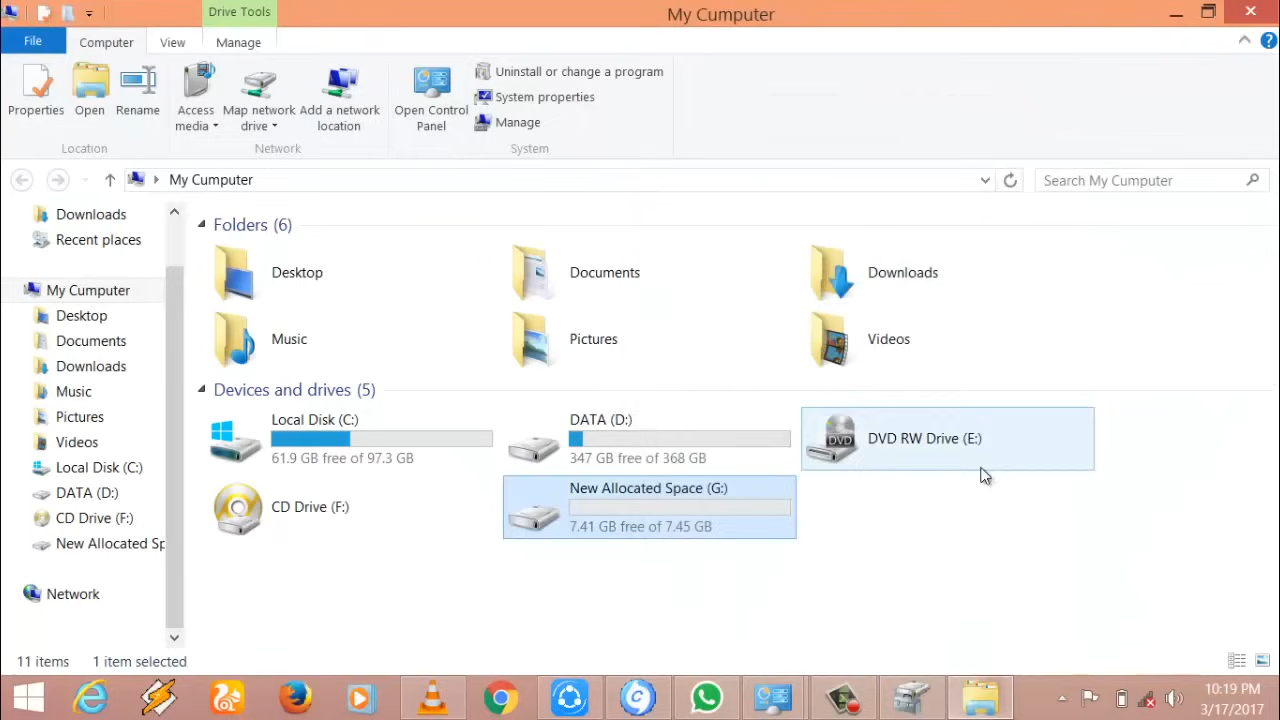 Drive Tools
My Cumputer
File
Computer
View
Manage
?
Properties
Open
Rename
Access
media
Map network
drive
Add a network
location
Open Control
Panel
Uninstall or change a program
System properties
Manage
Location
Network
System
My Cumputer
Search My Cumputer
Downloads
Recent places
My Cumputer
Desktop
Documents
Downloads
Music
Pictures
Videos
Local Disk (C:)
DATA (D:)
CD Drive (F:)
New Allocated Sp
Network
Folders (6)
Desktop
Documents
Downloads
Music
Pictures
Videos
Devices and drives (5)
Local Disk (C:)
61.9 GB free of 97.3 GB
DATA (D:)
347 GB free of 368 GB
DVD
DVD RW Drive (E:)
CD Drive (F:)
New Allocated Space (G:)
7.41 GB free of 7.45 GB
11 items
1 item selected
10:19 PM
3/17/2017